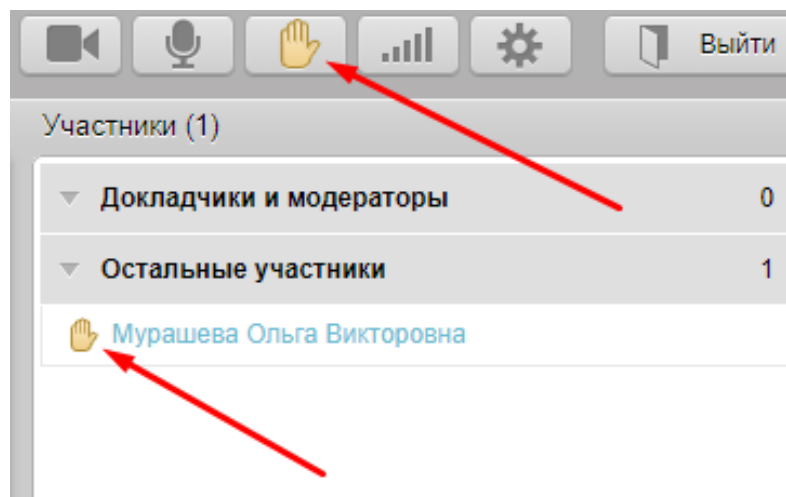 Выйти
Участники (1)
Докладчики и модераторы 0
Остальные участники 1
Мурашева Ольга Викторовна